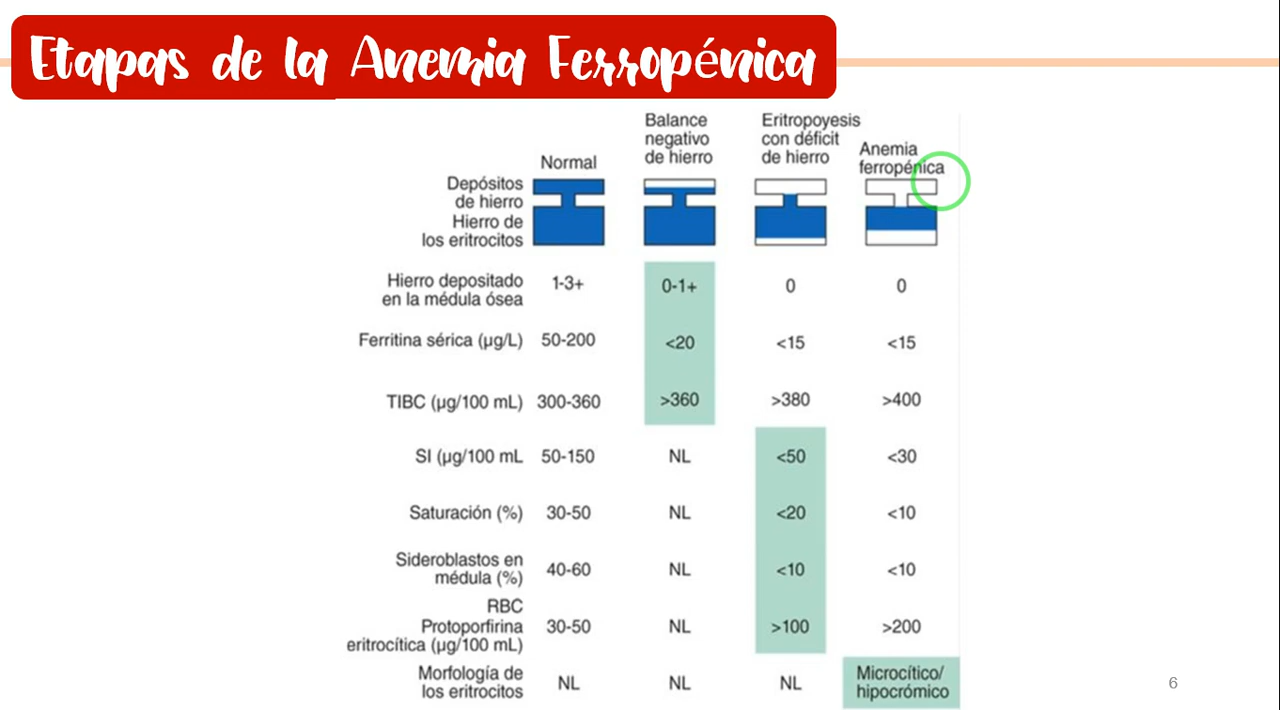 Etapas de la Anemia Ferropénica
Normal
Balance
negativo
de hierro
Eritropoyesis
con déficit
de hierro
Anemia
ferropénica
Depósitos
de hierro
Hierro de
los eritrocitos
Hierro depositado
en la médula ósea
1-3+ 0-1+ 0 0
Ferritina sérica (µg/L) 50-200 <20 <15 <15
TIBC (µg/100 mL) 300-360 >360 >380 >400
SI (µg/100 mL 50-150 NL <50 <30
Saturación (%) 30-50 NL <20 <10
Sideroblastos en
médula (%)
40-60 NL <10 <10
RBC
Protoporfirina
eritrocítica (µg/100 mL)
30-50 NL >100 >200
Morfología de
los eritrocitos
NL NL NL
Microcítico/
hipocrómico
6